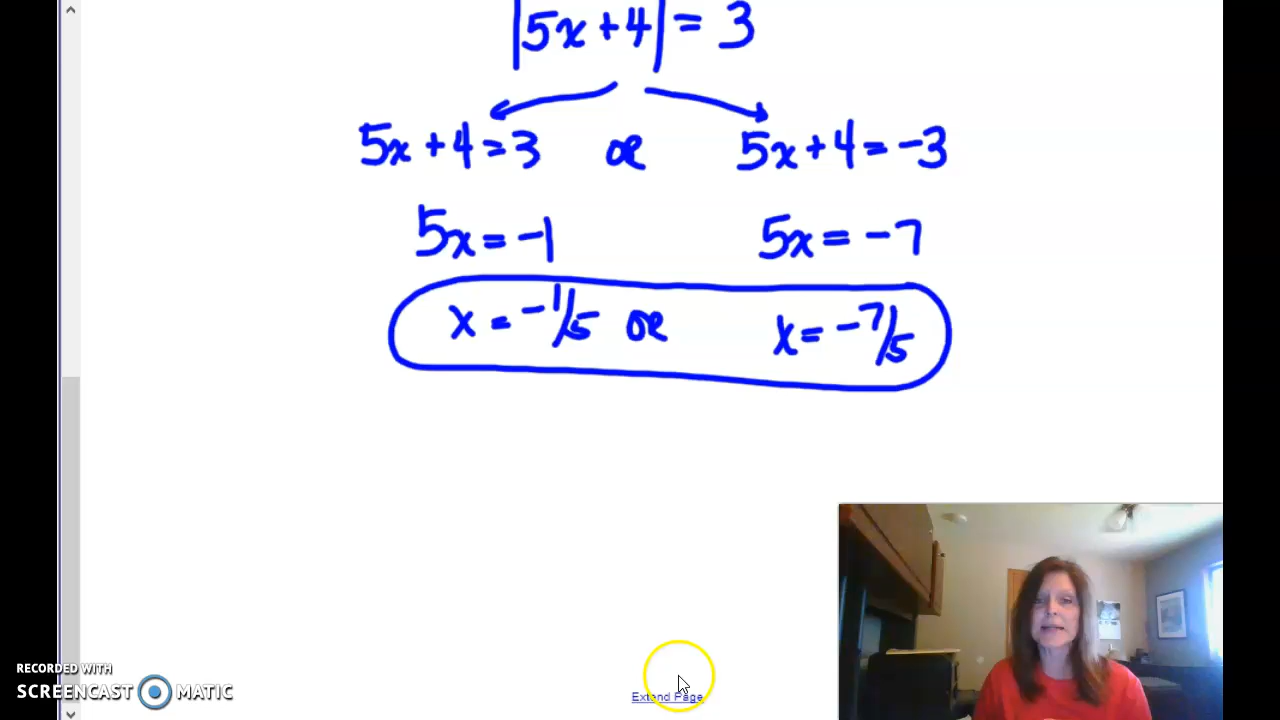 |5x+4| = 3
5x+4=3 or 5x+4=-3
5x=-1 5x=-7
x=-1/5 or x=-7/5
Extend Page
RECORDED WITH
SCREENCAST MATIC